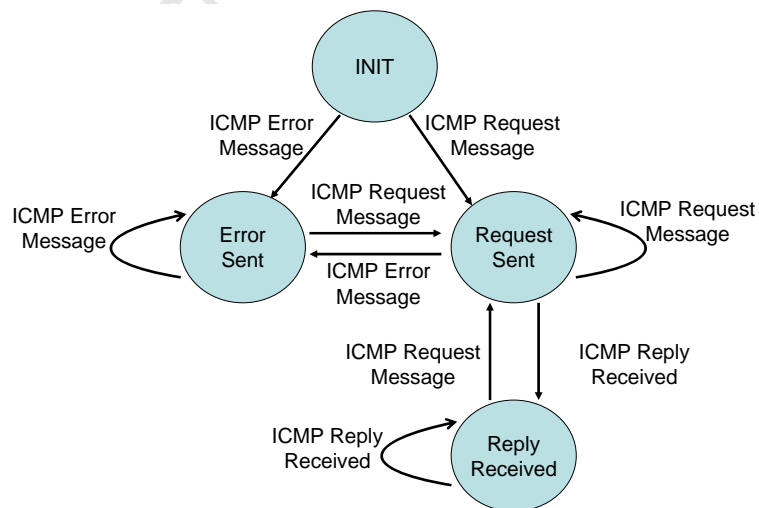 INIT
ICMP Error
Message
ICMP Request
Message
ICMP Error
Message
Error
Sent
ICMP Request
Message
ICMP Error
Message
Request
Sent
ICMP Request
Message
ICMP Request
Message
ICMP Reply
Received
ICMP Reply
Received
Reply
Received